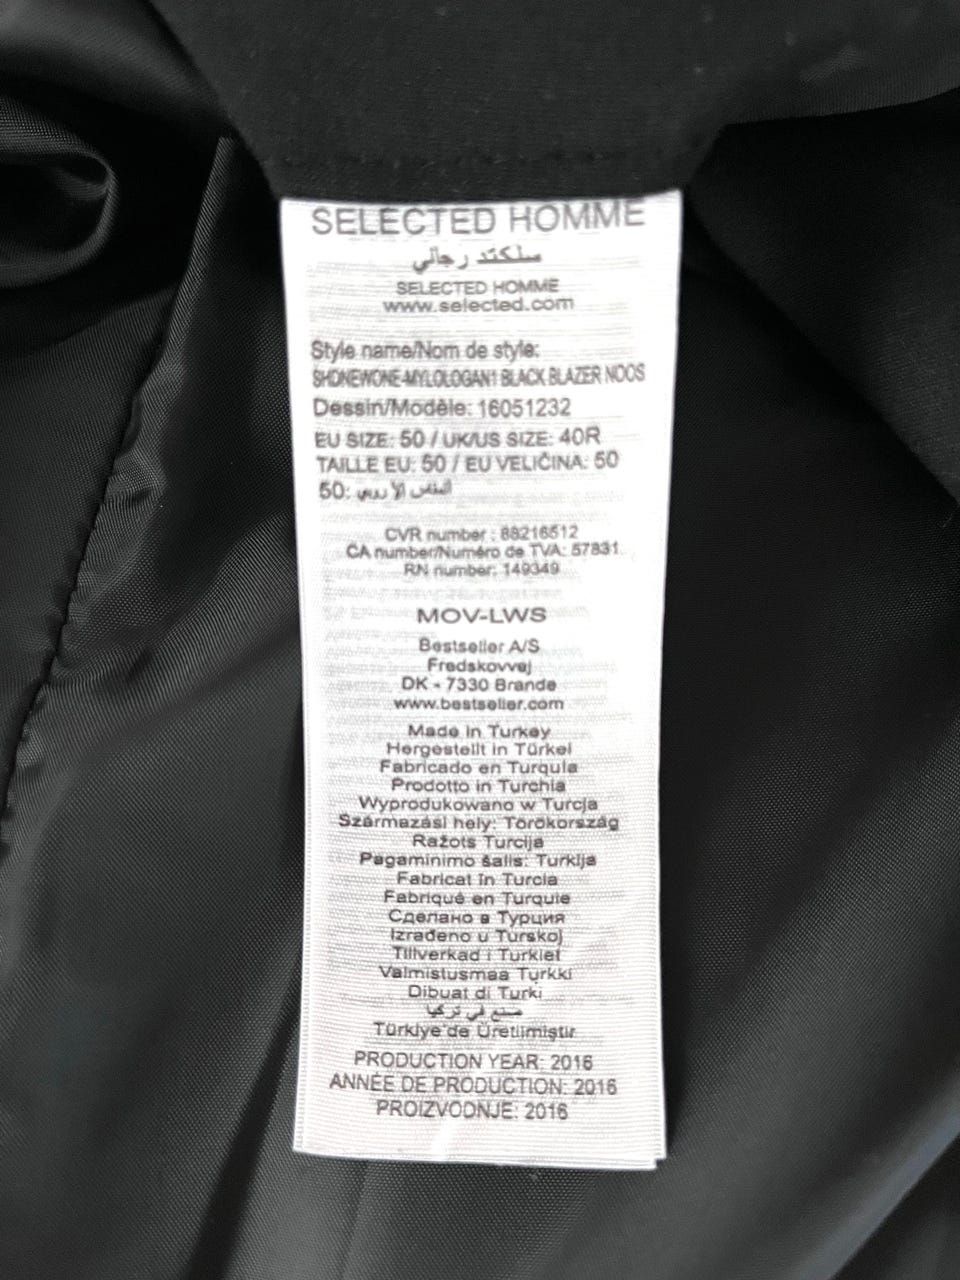 SELECTED HOMME
سلكتد رجالي
SELECTED HOMME
www.selected.com
Style name/Nom de style:
SHDNEWONE-MYLOLOGAN1 BLACK BLAZER NOOS
Dessin/Modèle: 16051232
EU SIZE: 50 / UK/US SIZE: 40R
TAILLE EU: 50 / EU VELIČINA: 50
50: المقاس الأوروبي
CVR number : 88216512
CA number/Numéro de TVA: 57831
RN number: 149349
MOV-LWS
Bestseller A/S
Fredskovvej
DK - 7330 Brande
www.bestseller.com
Made in Turkey
Hergestellt in Türkei
Fabricado en Turquia
Prodotto in Turchia
Wyprodukowano w Turcja
Származási hely: Törökország
Ražots Turcija
Pagaminimo šalis: Turkija
Fabricat în Turcia
Fabriqué en Turquie
Сделано в Турция
Izrađeno u Turskoj
Tillverkad i Turkiet
Valmistusmaa Turkki
Dibuat di Turki
صنع في تركيا
Türkiye'de Üretilmiştir
PRODUCTION YEAR: 2016
ANNÉE DE PRODUCTION: 2016
PROIZVODNJE: 2016